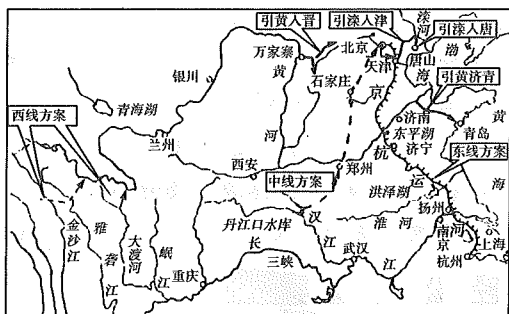 引黄入晋
引滦入津
滦河
引滦入唐
万家寨
北京
天津
唐山
渤
海
黄
河
石家庄
京
杭
运
河
引黄济青
银川
青海湖
西线方案
兰州
济南
东平湖
济宁
青岛
黄
海
东线方案
西安
中线方案
郑州
洪泽湖
扬州
淮河
丹江口水库
汉
江
南京
上海
杭州
金沙江
雅砻江
大渡河
岷江
重庆
长
江
三峡
武汉